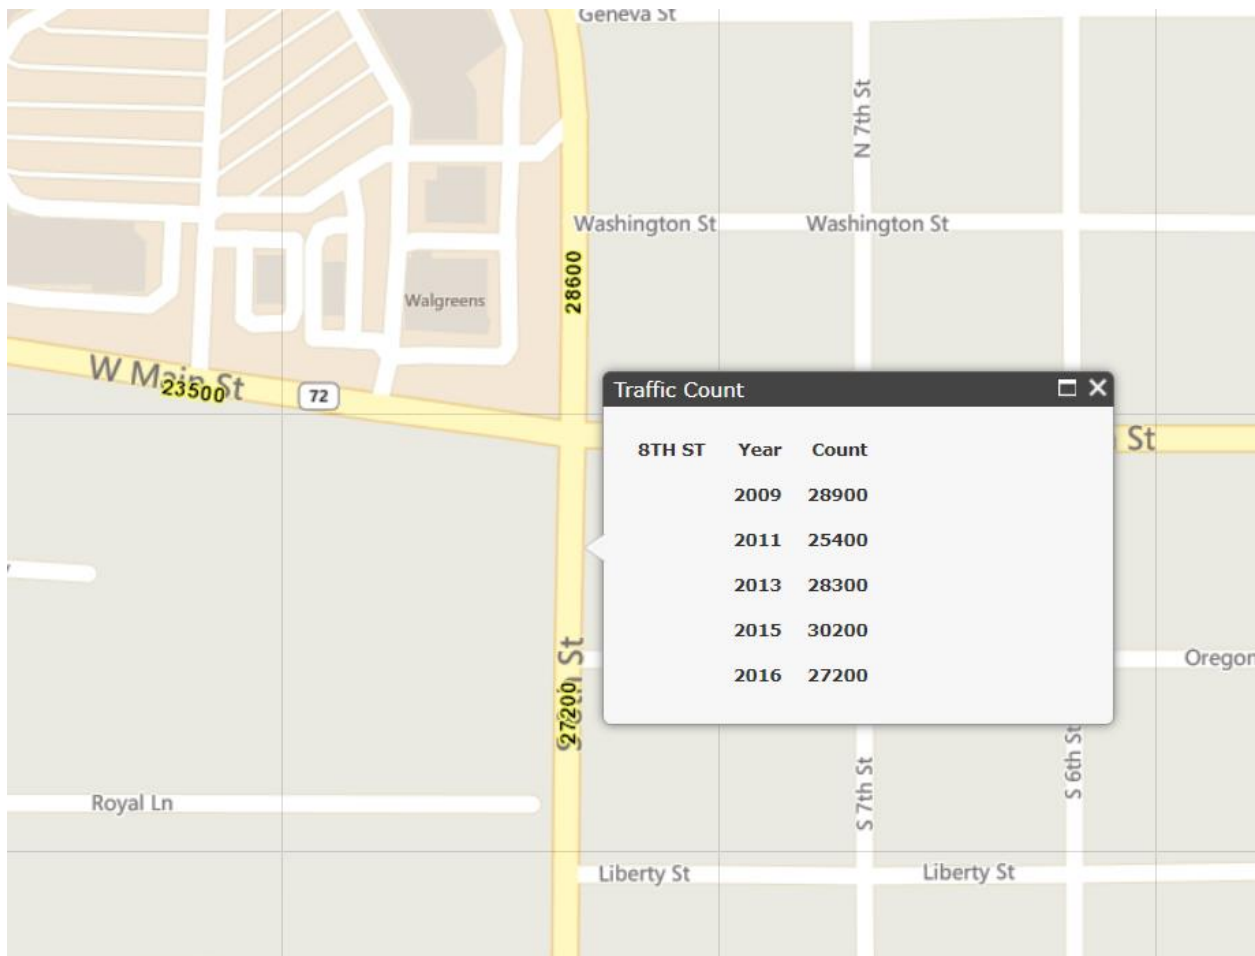 Geneva St
N 7th St
Washington St
Washington St
28600
Walgreens
W Main St
23500
72
Traffic Count
St
8TH ST Year Count
2009 28900
2011 25400
2013 28300
2015 30200
2016 27200
S 8th St
27200
Oregon
S 7th St
S 6th St
Royal Ln
Liberty St
Liberty St